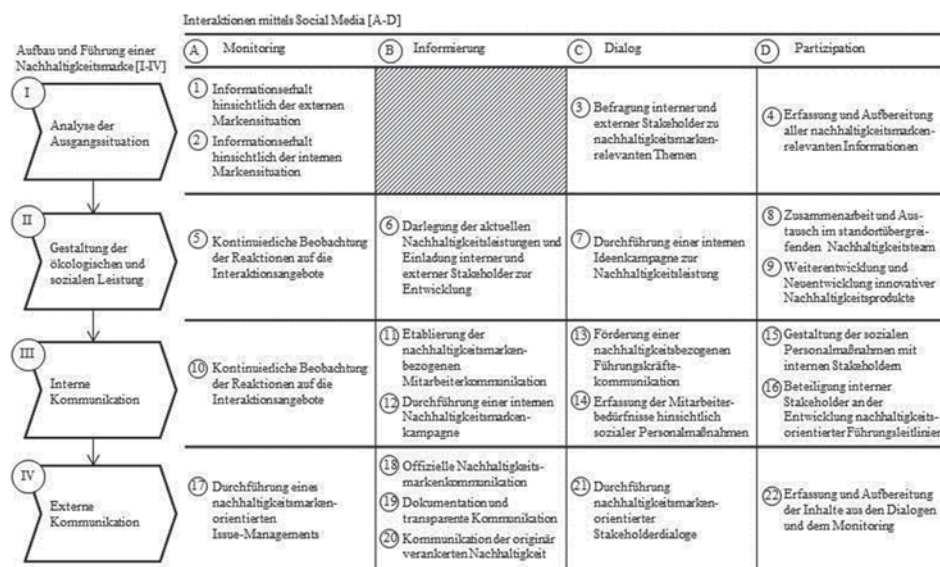 Interaktionen mittels Social Media [A-D]
Aufbau und Führung einer
Nachhaltigkeitsmarke [I-IV]
A Monitoring
B Informierung
C Dialog
D Partizipation
I
Analyse der
Ausgangssituation
1 Informationserhalt
hinsichtlich der externen
Markensituation
2 Informationserhalt
hinsichtlich der internen
Markensituation
3 Befragung interner und
externer Stakeholder zu
nachhaltigkeitsmarken-
relevanten Themen
4 Erfassung und Aufbereitung
aller nachhaltigkeitsmarken-
relevanten Informationen
II
Gestaltung der
ökologischen und
sozialen Leistung
5 Kontinuierliche Beobachtung
der Reaktionen auf die
Interaktionsangebote
6 Darlegung der aktuellen
Nachhaltigkeitsleistungen und
Einladung interner und
externer Stakeholder zur
Entwicklung
7 Durchführung einer internen
Ideenkampagne zur
Nachhaltigkeitsleistung
8 Zusammenarbeit und Aus-
tausch im standortübergrei-
fenden Nachhaltigkeitsteam
9 Weiterentwicklung und
Neuentwicklung innovativer
Nachhaltigkeitsprodukte
III
Interne
Kommunikation
10 Kontinuierliche Beobachtung
der Reaktionen auf die
Interaktionsangebote
11 Etablierung der
nachhaltigkeitsmarken-
bezogenen
Mitarbeiterkommunikation
12 Durchführung einer internen
Nachhaltigkeitsmarken-
kampagne
13 Förderung einer
nachhaltigkeitsbezogenen
Führungskräfte-
kommunikation
14 Erfassung der Mitarbeiter-
bedürfnisse hinsichtlich
sozialer Personalmaßnahmen
15 Gestaltung der sozialen
Personalmaßnahmen mit
internen Stakeholdern
16 Beteiligung interner
Stakeholder an der
Entwicklung nachhaltigkeits-
orientierter Führungsleitlinien
IV
Externe
Kommunikation
17 Durchführung eines
nachhaltigkeitsmarken-
orientierten
Issue-Managements
18 Offizielle Nachhaltigkeits-
markenkommunikation
19 Dokumentation und
transparente Kommunikation
20 Kommunikation der originär
verankerten Nachhaltigkeit
21 Durchführung
nachhaltigkeitsmarken-
orientierter
Stakeholderdialoge
22 Erfassung und Aufbereitung
der Inhalte aus den Dialogen
und dem Monitoring